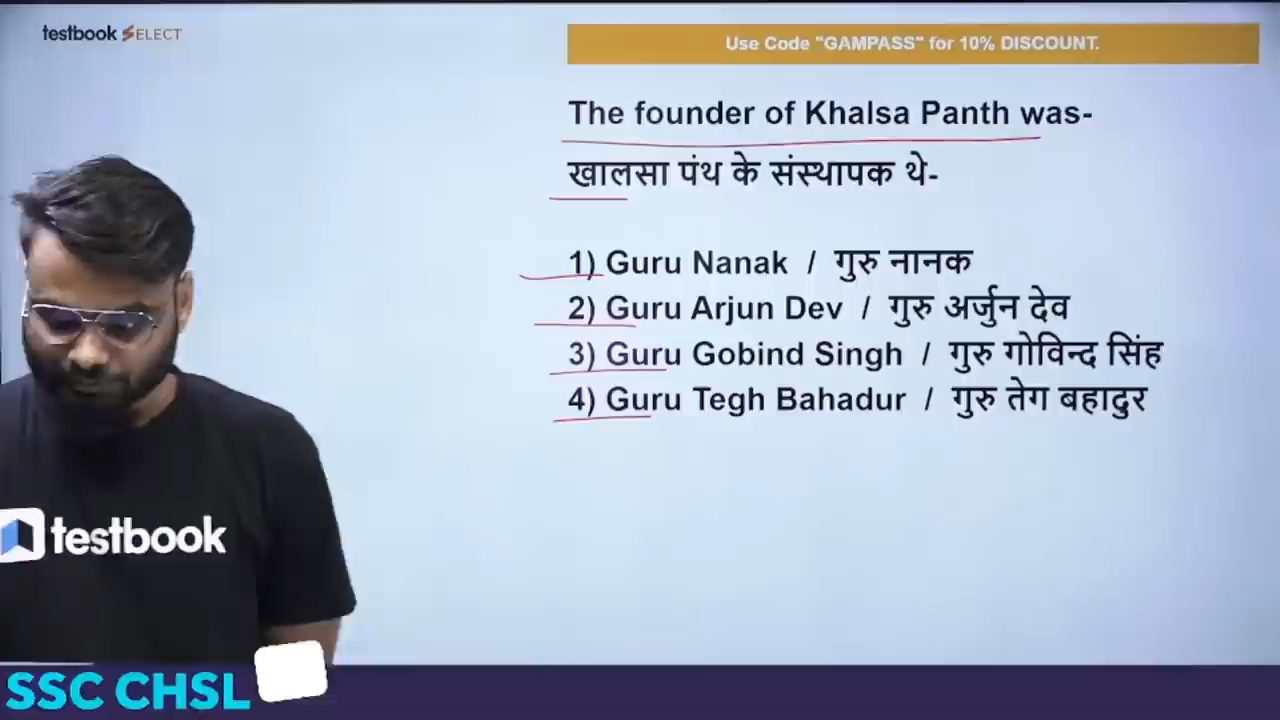 testbook SELECT
Use Code "GAMPASS" for 10% DISCOUNT.
The founder of Khalsa Panth was-
खालसा पंथ के संस्थापक थे-
1) Guru Nanak / गुरु नानक
2) Guru Arjun Dev / गुरु अर्जुन देव
3) Guru Gobind Singh / गुरु गोविन्द सिंह
4) Guru Tegh Bahadur / गुरु तेग बहादुर
testbook
SSC CHSL